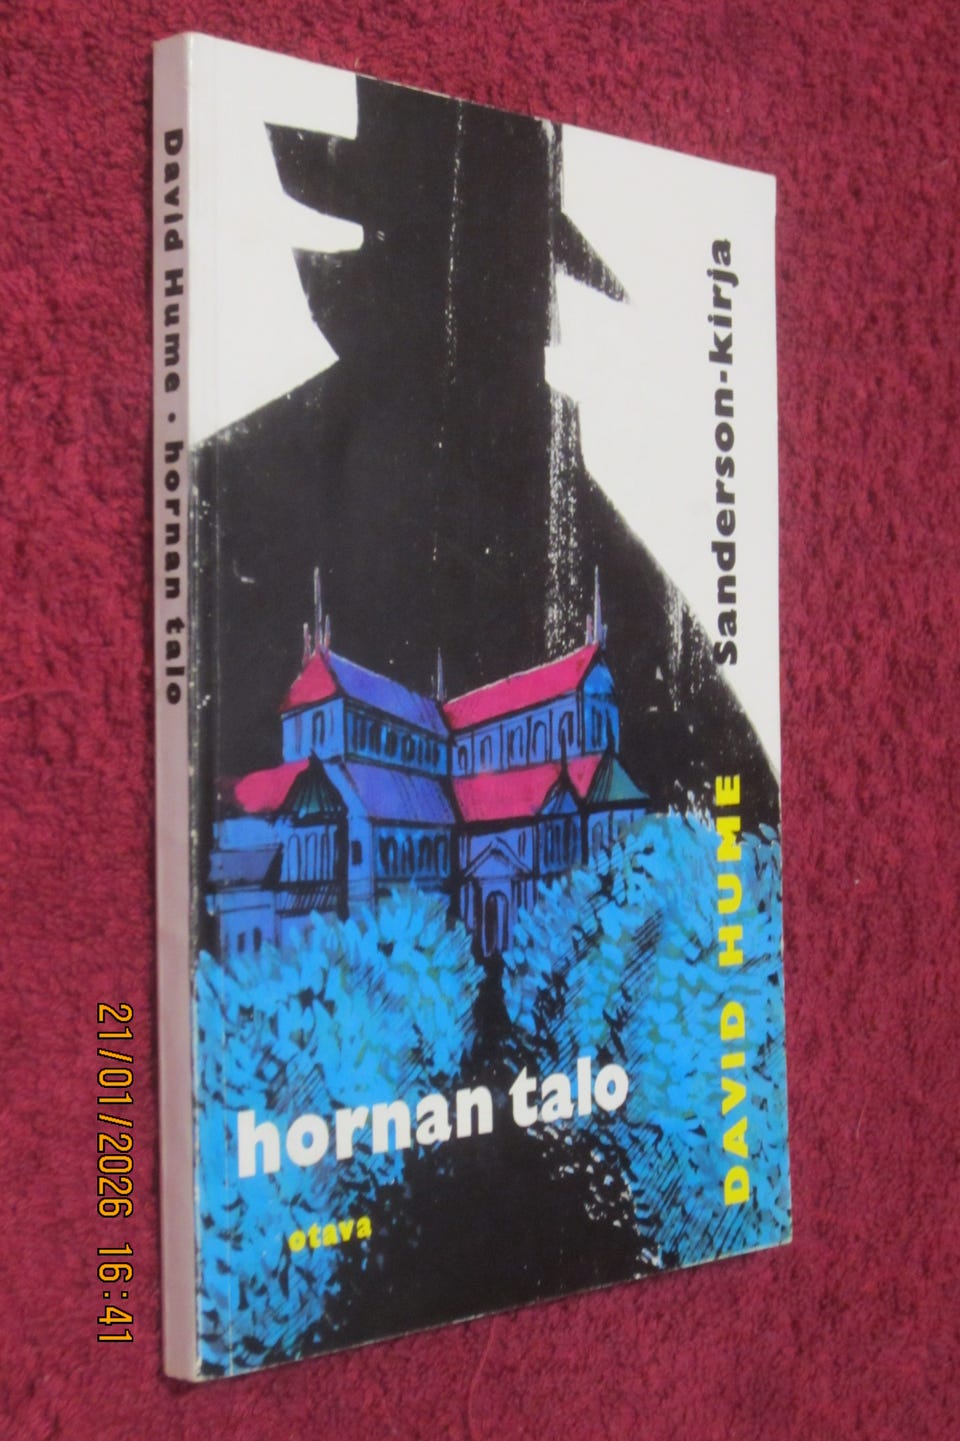 David Hume • hornan talo
Sanderson-kirja
DAVID HUME
hornan talo
otava
21/01/2026 16:41